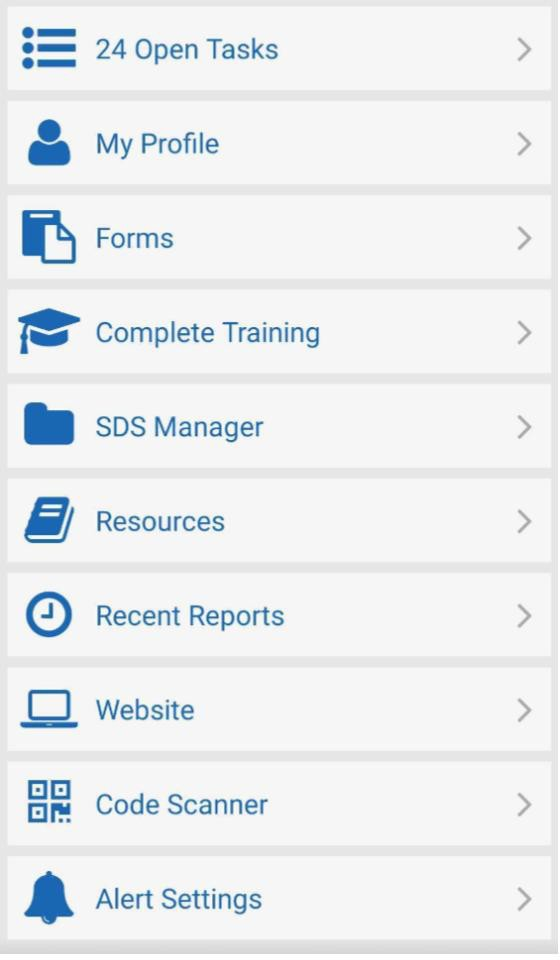 24 Open Tasks
My Profile
Forms
Complete Training
SDS Manager
Resources
Recent Reports
Website
Code Scanner
Alert Settings